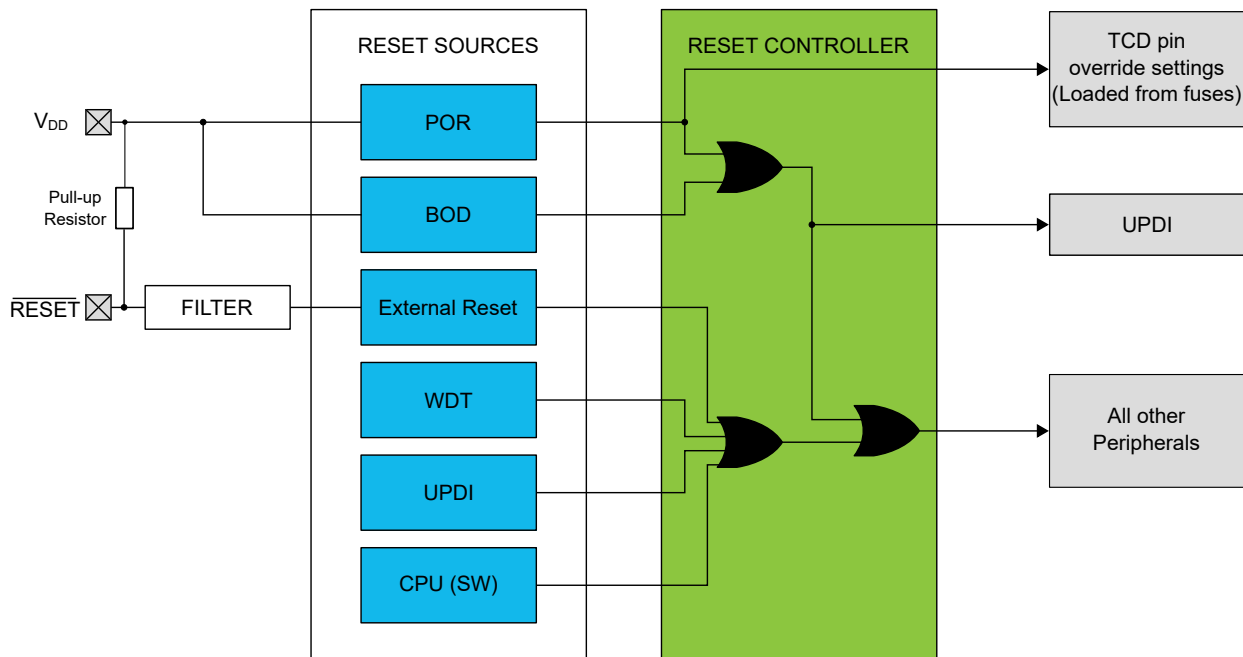 RESET SOURCES
RESET CONTROLLER
TCD pin
override settings
(Loaded from fuses)
VDD
POR
Pull-up
Resistor
BOD
UPDI
RESET
FILTER
External Reset
WDT
All other
Peripherals
UPDI
CPU (SW)